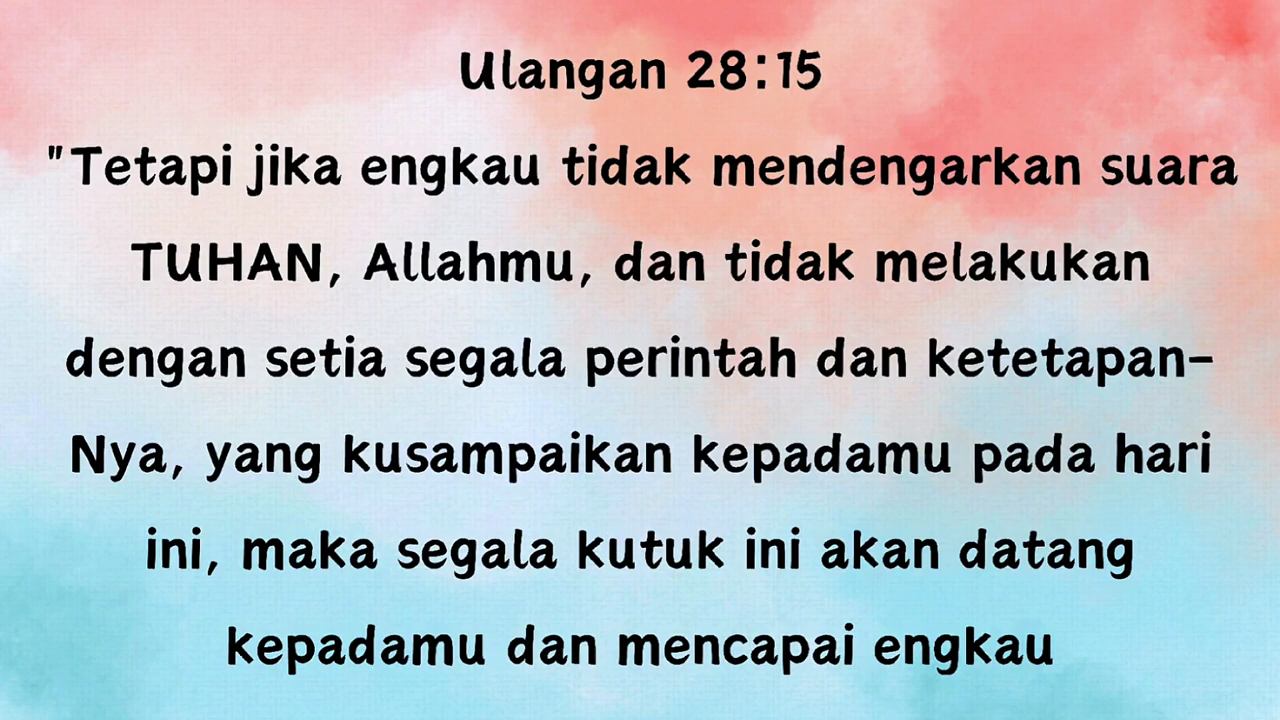 Ulangan 28:15
"Tetapi jika engkau tidak mendengarkan suara
TUHAN, Allahmu, dan tidak melakukan
dengan setia segala perintah dan ketetapan-
Nya, yang kusampaikan kepadamu pada hari
ini, maka segala kutuk ini akan datang
kepadamu dan mencapai engkau